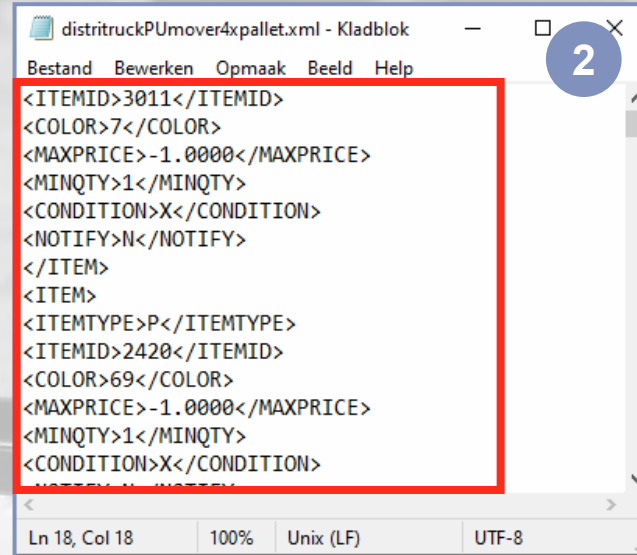 distritruckPUmover4xpallet.xml - Kladblok
2
Bestand Bewerken Opmaak Beeld Help
<ITEMID>3011</ITEMID>
<COLOR>7</COLOR>
<MAXPRICE>-1.0000</MAXPRICE>
<MINQTY>1</MINQTY>
<CONDITION>X</CONDITION>
<NOTIFY>N</NOTIFY>
</ITEM>
<ITEM>
<ITEMTYPE>P</ITEMTYPE>
<ITEMID>2420</ITEMID>
<COLOR>69</COLOR>
<MAXPRICE>-1.0000</MAXPRICE>
<MINQTY>1</MINQTY>
<CONDITION>X</CONDITION>
<NOTIFY>N</NOTIFY>
Ln 18, Col 18 100% Unix (LF) UTF-8